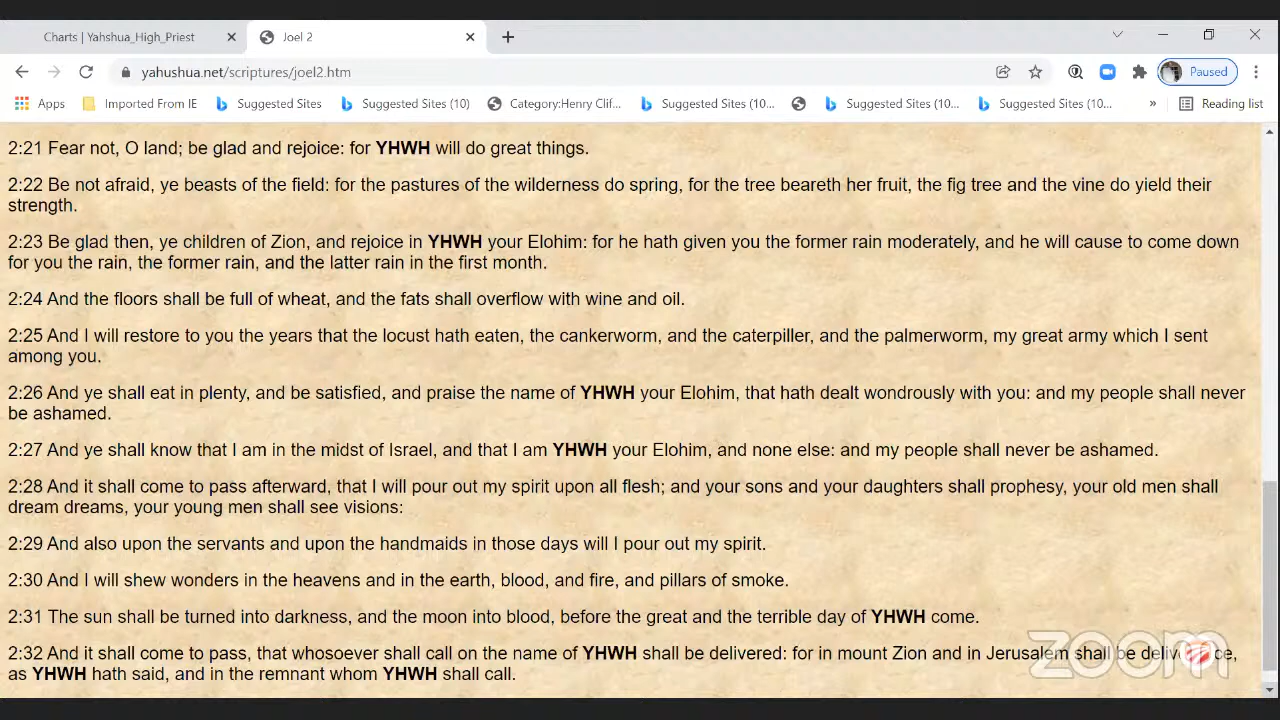 Charts | Yahshua_High_Priest
Joel 2
yahushua.net/scriptures/joel2.htm
Paused
Apps
Imported From IE
Suggested Sites
Suggested Sites (10)
Category:Henry Clif...
Suggested Sites (10...
Suggested Sites (10...
Suggested Sites (10...
»
Reading list
2:21 Fear not, O land; be glad and rejoice: for YHWH will do great things.
2:22 Be not afraid, ye beasts of the field: for the pastures of the wilderness do spring, for the tree beareth her fruit, the fig tree and the vine do yield their
strength.
2:23 Be glad then, ye children of Zion, and rejoice in YHWH your Elohim: for he hath given you the former rain moderately, and he will cause to come down
for you the rain, the former rain, and the latter rain in the first month.
2:24 And the floors shall be full of wheat, and the fats shall overflow with wine and oil.
2:25 And I will restore to you the years that the locust hath eaten, the cankerworm, and the caterpiller, and the palmerworm, my great army which I sent
among you.
2:26 And ye shall eat in plenty, and be satisfied, and praise the name of YHWH your Elohim, that hath dealt wondrously with you: and my people shall never
be ashamed.
2:27 And ye shall know that I am in the midst of Israel, and that I am YHWH your Elohim, and none else: and my people shall never be ashamed.
2:28 And it shall come to pass afterward, that I will pour out my spirit upon all flesh; and your sons and your daughters shall prophesy, your old men shall
dream dreams, your young men shall see visions:
2:29 And also upon the servants and upon the handmaids in those days will I pour out my spirit.
2:30 And I will shew wonders in the heavens and in the earth, blood, and fire, and pillars of smoke.
2:31 The sun shall be turned into darkness, and the moon into blood, before the great and the terrible day of YHWH come.
2:32 And it shall come to pass, that whosoever shall call on the name of YHWH shall be delivered: for in mount Zion and in Jerusalem shall be deliverance,
as YHWH hath said, and in the remnant whom YHWH shall call.
zoom